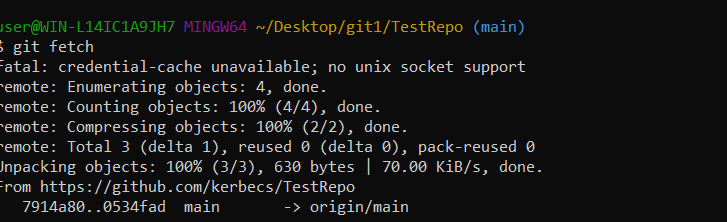 user@WIN-L14IC1A9JH7 MINGW64 ~/Desktop/git1/TestRepo (main)
$ git fetch
fatal: credential-cache unavailable; no unix socket support
remote: Enumerating objects: 4, done.
remote: Counting objects: 100% (4/4), done.
remote: Compressing objects: 100% (2/2), done.
remote: Total 3 (delta 1), reused 0 (delta 0), pack-reused 0
Unpacking objects: 100% (3/3), 630 bytes | 70.00 KiB/s, done.
From https://github.com/kerbecs/TestRepo
   7914a80..0534fad  main       -> origin/main